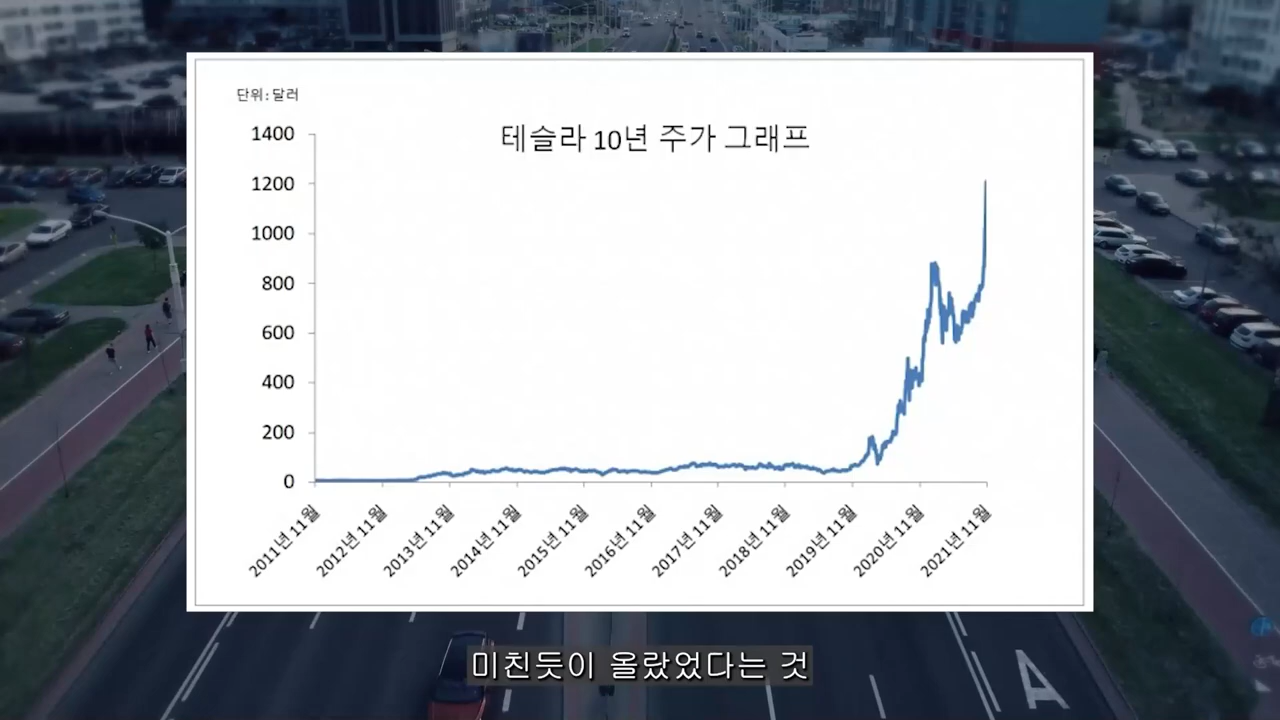 단위:달러
테슬라 10년 주가 그래프
1400
1200
1000
800
600
400
200
0
2011년 11월
2012년 11월
2013년 11월
2014년 11월
2015년 11월
2016년 11월
2017년 11월
2018년 11월
2019년 11월
2020년 11월
2021년 11월
미친듯이 올랐었다는 것
A